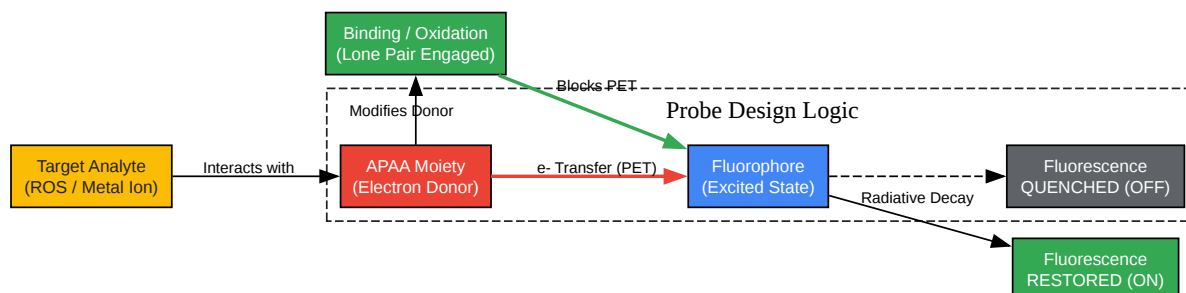 Binding / Oxidation
(Lone Pair Engaged)
Blocks PET
Modifies Donor
Probe Design Logic
Target Analyte
(ROS / Metal Ion)
Interacts with
APAA Moiety
(Electron Donor)
e- Transfer (PET)
Fluorophore
(Excited State)
Fluorescence
QUENCHED (OFF)
Radiative Decay
Fluorescence
RESTORED (ON)